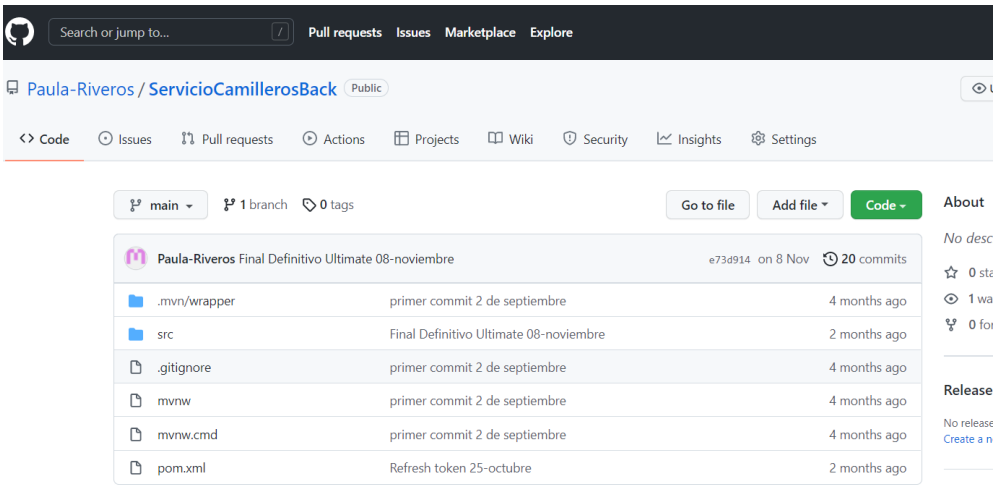 Search or jump to... /
Pull requests Issues Marketplace Explore
Paula-Riveros / ServicioCamillerosBack Public
<> Code Issues Pull requests Actions Projects Wiki Security Insights Settings
main 1 branch 0 tags Go to file Add file Code
Paula-Riveros Final Definitivo Ultimate 08-noviembre e73d914 on 8 Nov 20 commits
.mvn/wrapper primer commit 2 de septiembre 4 months ago
src Final Definitivo Ultimate 08-noviembre 2 months ago
.gitignore primer commit 2 de septiembre 4 months ago
mvnw primer commit 2 de septiembre 4 months ago
mvnw.cmd primer commit 2 de septiembre 4 months ago
pom.xml Refresh token 25-octubre 2 months ago
About
No desc
0 sta
1 wa
0 for
Release
No release
Create a n